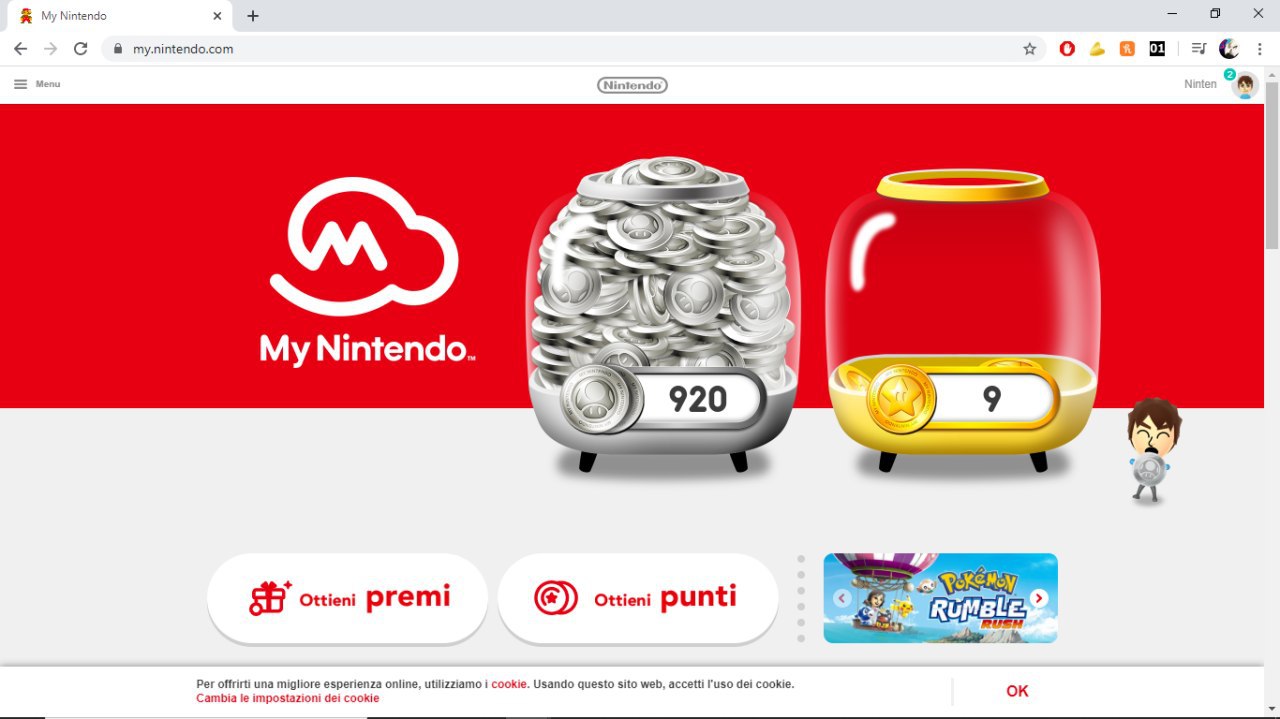 My Nintendo
my.nintendo.com
01
Menu
Nintendo
Ninten
2
My Nintendo™
920
9
Ottieni premi
Ottieni punti
POKéMON
RUMBLE
RUSH
Per offrirti una migliore esperienza online, utilizziamo i cookie. Usando questo sito web, accetti l'uso dei cookie.
Cambia le impostazioni dei cookie
OK